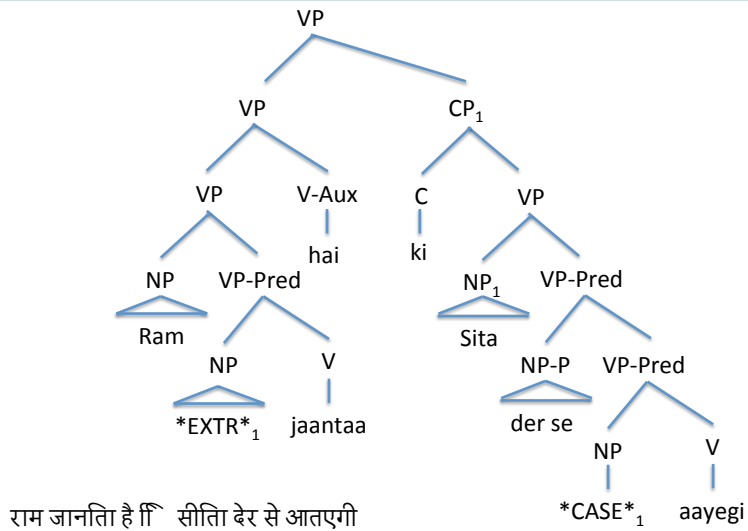 VP
VP CP1
VP V-Aux C VP
hai ki
NP VP-Pred NP1 VP-Pred
Ram Sita
NP V NP-P VP-Pred
*EXTR*1 jaantaa der se
NP V
*CASE*1 aayegi
राम जानतिा है सीतिा देर से आतएगी